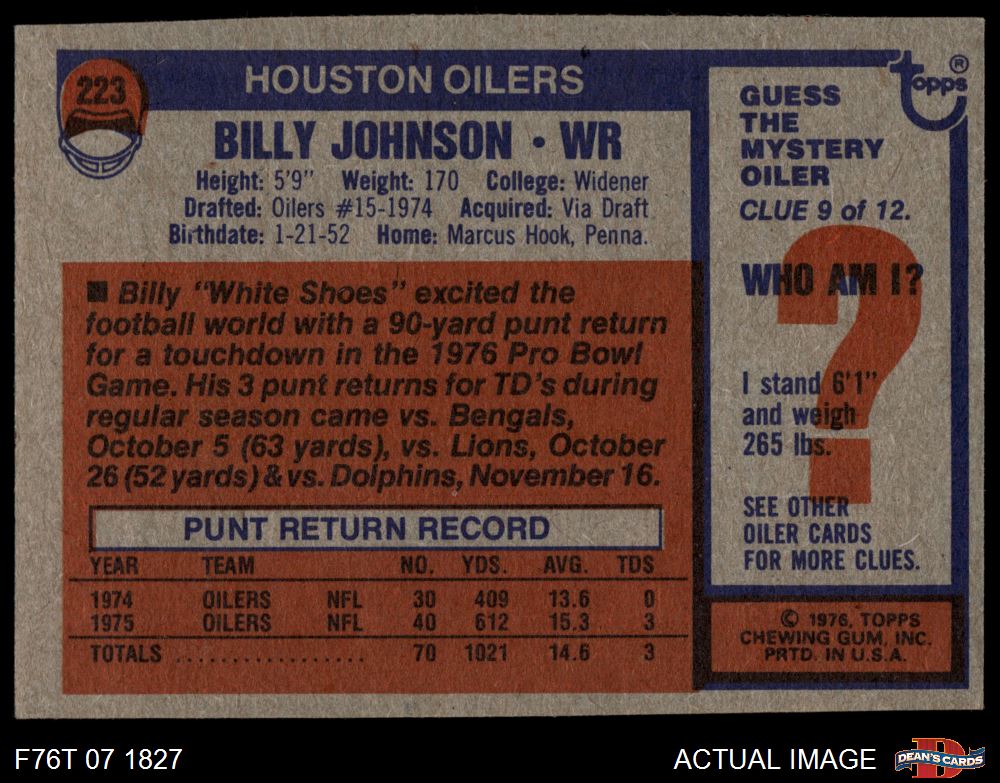 223
HOUSTON OILERS
BILLY JOHNSON · WR
Height: 5'9" Weight: 170 College: Widener
Drafted: Oilers #15-1974 Acquired: Via Draft
Birthdate: 1-21-52 Home: Marcus Hook, Penna.
■ Billy "White Shoes" excited the
football world with a 90-yard punt return
for a touchdown in the 1976 Pro Bowl
Game. His 3 punt returns for TD's during
regular season came vs. Bengals,
October 5 (63 yards), vs. Lions, October
26 (52 yards) & vs. Dolphins, November 16.
PUNT RETURN RECORD
YEAR TEAM NO. YDS. AVG. TDS
1974 OILERS NFL 30 409 13.6 0
1975 OILERS NFL 40 612 15.3 3
TOTALS .................. 70 1021 14.6 3
topps®
GUESS
THE
MYSTERY
OILER
CLUE 9 of 12.
?
WHO AM I?
I stand 6'1"
and weigh
265 lbs.
SEE OTHER
OILER CARDS
FOR MORE CLUES.
© 1976, TOPPS
CHEWING GUM, INC.
PRTD. IN U.S.A.
F76T 07 1827
ACTUAL IMAGE
D
DEAN'S CARDS